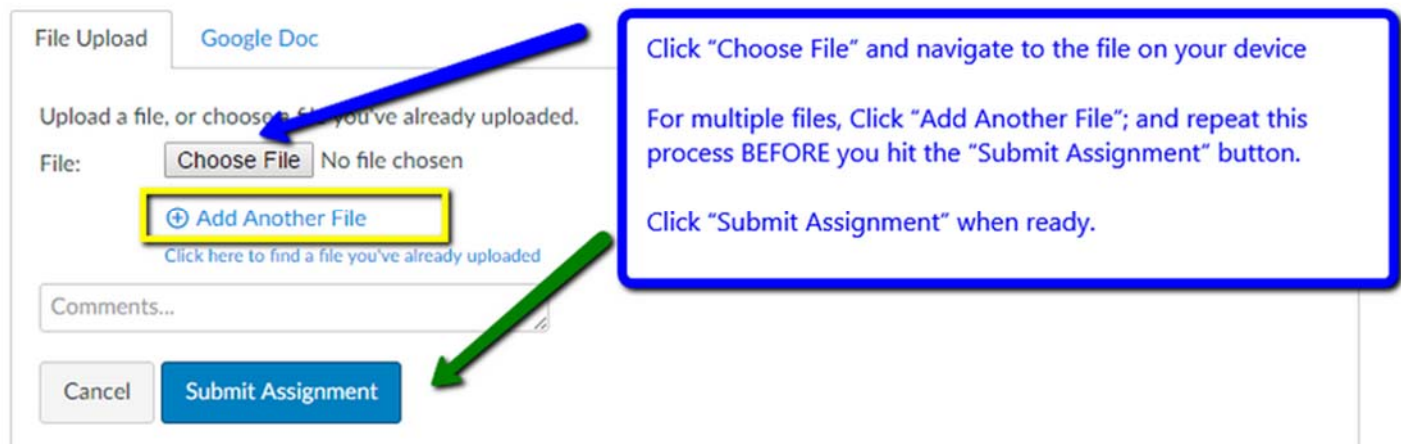 File Upload
Google Doc
Upload a file, or choose a file you've already uploaded.
File:
Choose File No file chosen
Add Another File
Click here to find a file you've already uploaded
Comments...
Cancel
Submit Assignment
Click "Choose File" and navigate to the file on your device
For multiple files, Click "Add Another File"; and repeat this
process BEFORE you hit the "Submit Assignment" button.
Click "Submit Assignment" when ready.